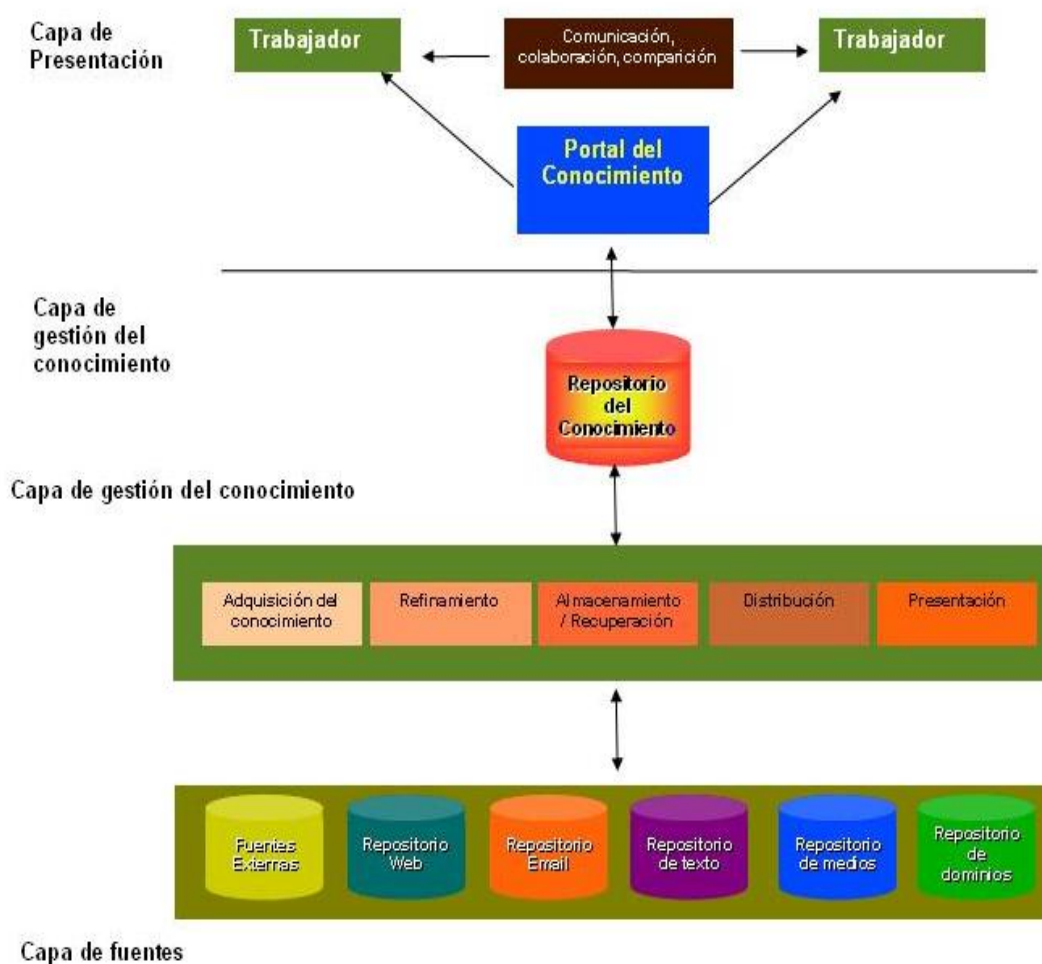 Capa de
Presentación
Trabajador
Comunicación,
colaboración, comparición
Trabajador
Portal del
Conocimiento
Capa de
gestión del
conocimiento
Repositorio
del
Conocimiento
Capa de gestión del conocimiento
Adquisición del
conocimiento
Refinamiento
Almacenamiento
/ Recuperación
Distribución
Presentación
Fuentes
Externas
Repositorio
Web
Repositorio
Email
Repositorio
de texto
Repositorio
de medios
Repositorio
de
dominios
Capa de fuentes